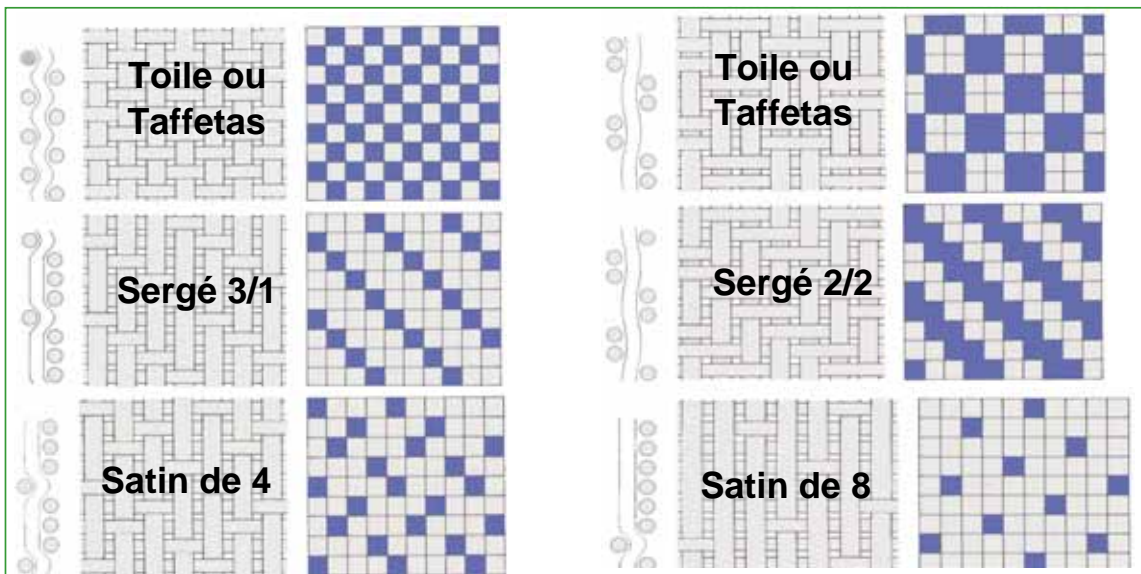 Toile ou
Taffetas
Toile ou
Taffetas
Sergé 3/1
Sergé 2/2
Satin de 4
Satin de 8